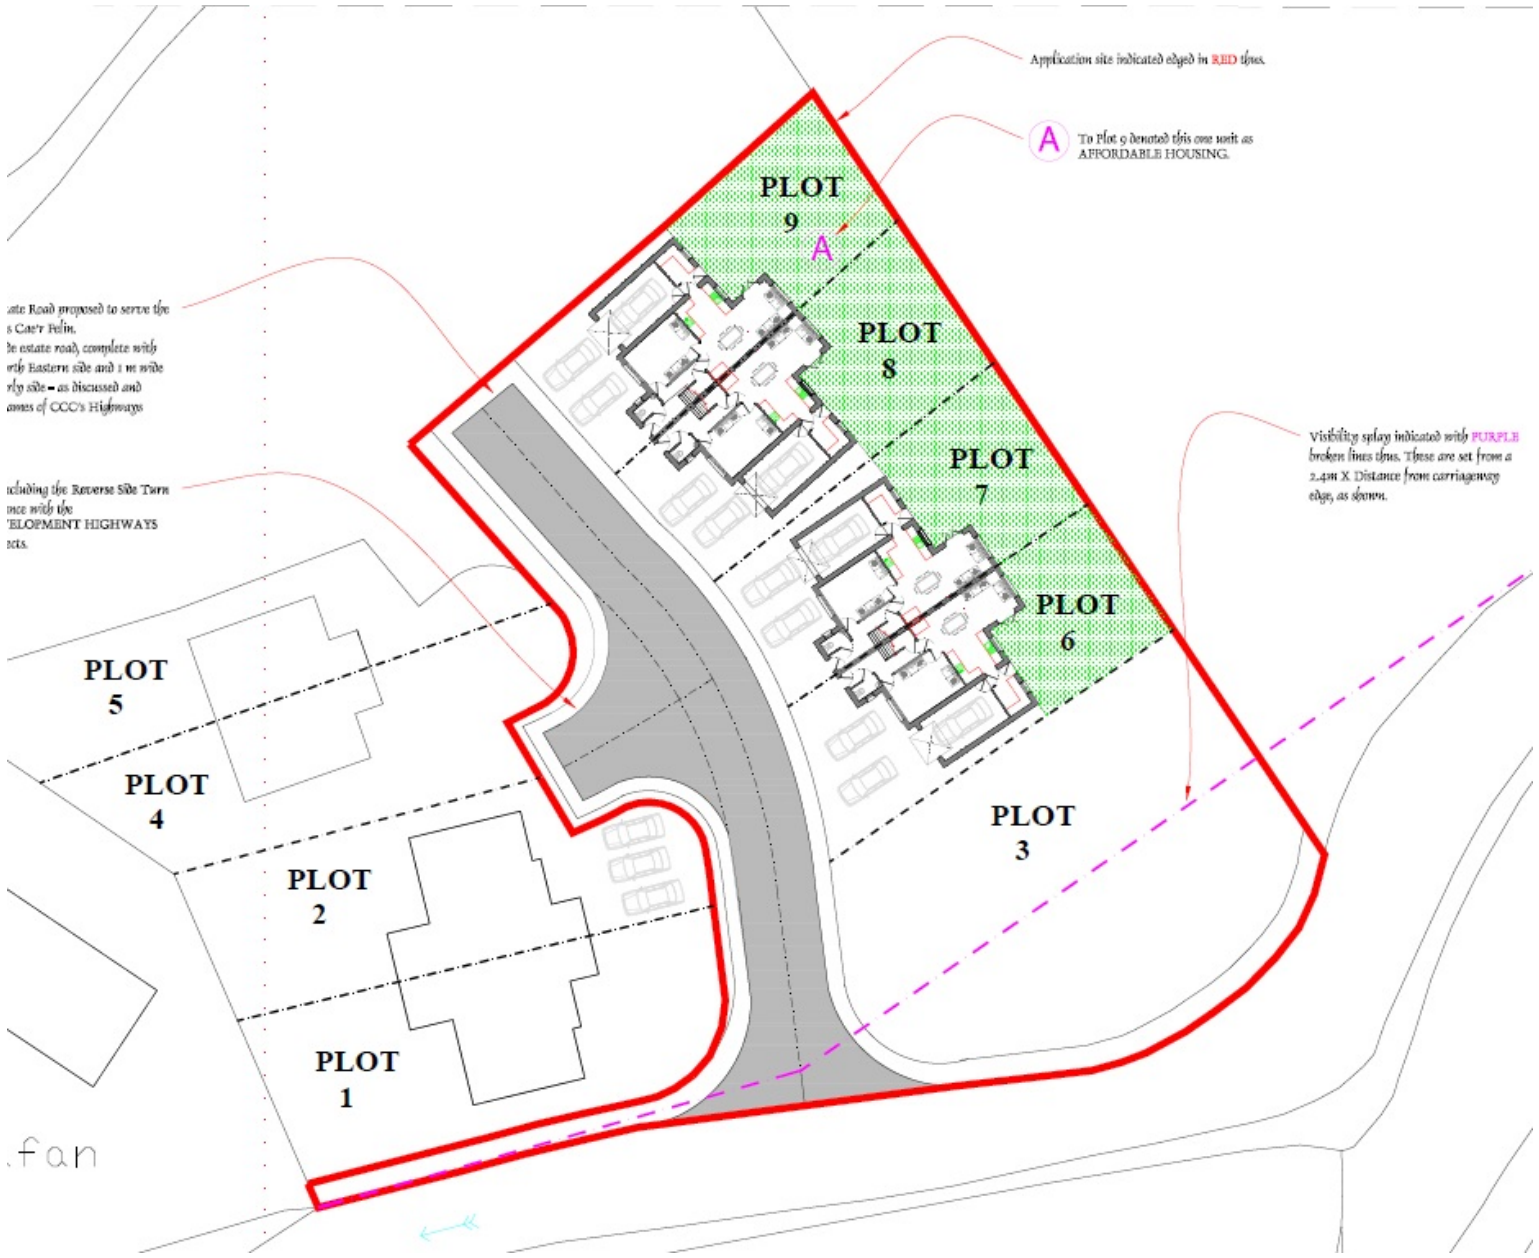 Application site indicated edged in RED thus.
A
To Plot 9 denoted this one unit as
AFFORDABLE HOUSING.
PLOT
9
A
ate Road proposed to serve the
s Cae'r Felin.
de estate road, complete with
rth Eastern side and 1 m wide
rly side - as discussed and
ames of CCC's Highways
PLOT
8
Visibility splay indicated with PURPLE
broken lines thus. These are set from a
2.4m X Distance from carriageway
edge, as shown.
PLOT
7
cluding the Reverse Side Turn
ance with the
ELOPMENT HIGHWAYS
ects.
PLOT
6
PLOT
5
PLOT
4
PLOT
3
PLOT
2
PLOT
1
fan